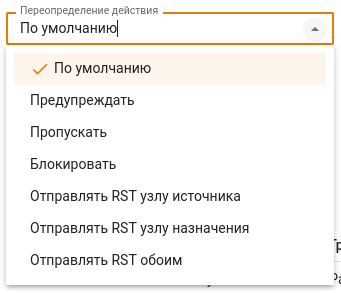 Переопределение действия
По умолчанию
По умолчанию
Предупреждать
Пропускать
Блокировать
Отправлять RST узлу источника
Отправлять RST узлу назначения
Отправлять RST обоим